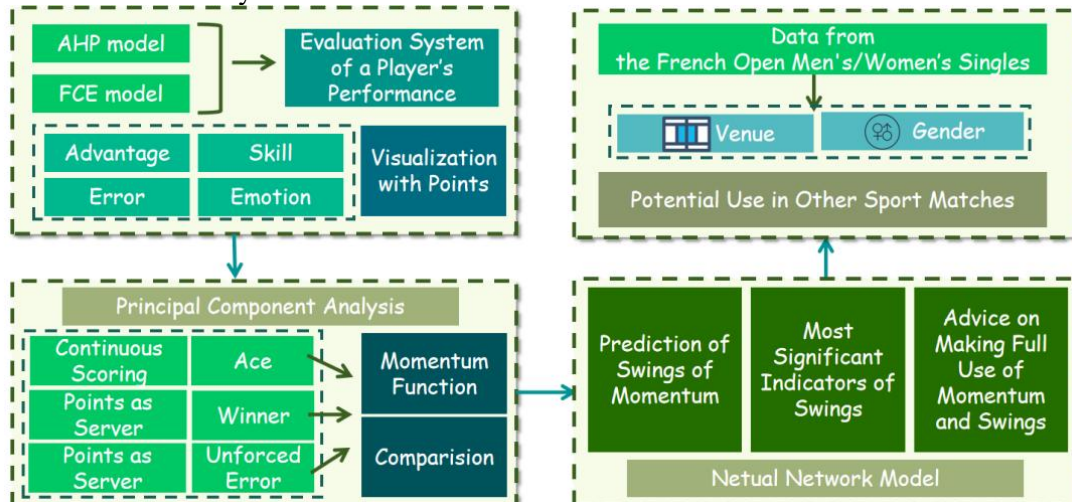 AHP model
FCE model
Evaluation System
of a Player's
Performance
Advantage
Skill
Error
Emotion
Visualization
with Points
Principal Component Analysis
Continuous
Scoring
Ace
Points as
Server
Winner
Points as
Server
Unforced
Error
Momentum
Function
Comparision
Prediction of
Swings of
Momentum
Most
Significant
Indicators of
Swings
Advice on
Making Full
Use of
Momentum
and Swings
Netual Network Model
Data from
the French Open Men's/Women's Singles
Venue
Gender
Potential Use in Other Sport Matches